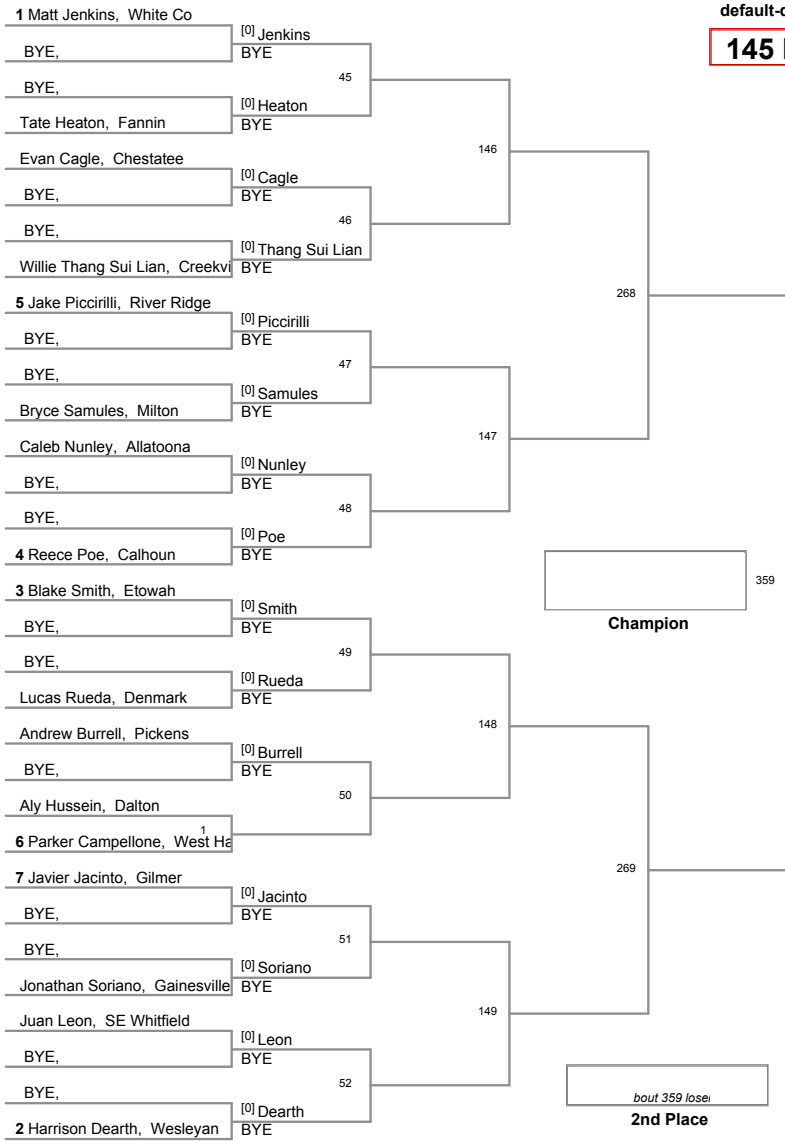 default-
145
1 Matt Jenkins, White Co
[0] Jenkins
BYE,
BYE
45
BYE,
[0] Heaton
Tate Heaton, Fannin
BYE
146
Evan Cagle, Chestatee
[0] Cagle
BYE,
BYE
46
BYE,
[0] Thang Sui Lian
Willie Thang Sui Lian, Creekvi
BYE
268
5 Jake Piccirilli, River Ridge
[0] Piccirilli
BYE,
BYE
47
BYE,
[0] Samules
Bryce Samules, Milton
BYE
147
Caleb Nunley, Allatoona
[0] Nunley
BYE,
BYE
48
BYE,
[0] Poe
4 Reece Poe, Calhoun
BYE
359
Champion
3 Blake Smith, Etowah
[0] Smith
BYE,
BYE
49
BYE,
[0] Rueda
Lucas Rueda, Denmark
BYE
148
Andrew Burrell, Pickens
[0] Burrell
BYE,
BYE
50
Aly Hussein, Dalton
1
6 Parker Campellone, West Ha
269
7 Javier Jacinto, Gilmer
[0] Jacinto
BYE,
BYE
51
BYE,
[0] Soriano
Jonathan Soriano, Gainesville
BYE
149
Juan Leon, SE Whitfield
[0] Leon
BYE,
BYE
52
BYE,
[0] Dearth
2 Harrison Dearth, Wesleyan
BYE
bout 359 loser
2nd Place